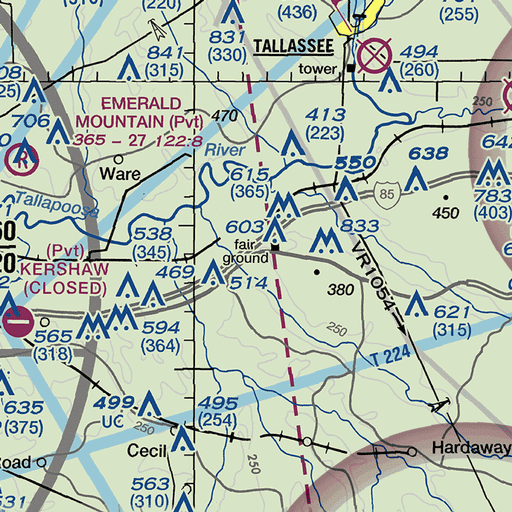 (220)
831
(330)
(436)
(255)
TALLASSEE
tower
494
(260)
841
(315)
EMERALD
MOUNTAIN (Pvt)
365 – 27 122.8
470
413
(223)
250
706
R
Ware
River
Tallapoosa
615
(365)
550
638
85
783
(403)
450
603
fair
ground
833
538
(345)
(Pvt)
KERSHAW
(CLOSED)
469
514
380
VR1054
621
(315)
565
(318)
594
(364)
250
T 224
635
(375)
499
UC
250
495
(254)
Cecil
Hardaway
250
563
(310)